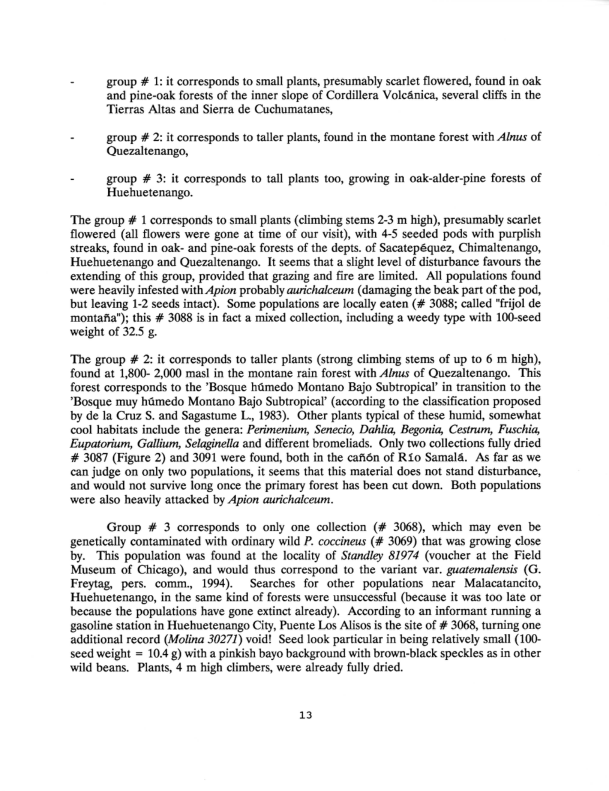 - group # 1: it corresponds to small plants, presumably scarlet flowered, found in oak
and pine-oak forests of the inner slope of Cordillera Volcánica, several cliffs in the
Tierras Altas and Sierra de Cuchumatanes,
- group # 2: it corresponds to taller plants, found in the montane forest with Alnus of
Quezaltenango,
- group # 3: it corresponds to tall plants too, growing in oak-alder-pine forests of
Huehuetenango.
The group # 1 corresponds to small plants (climbing stems 2-3 m high), presumably scarlet
flowered (all flowers were gone at time of our visit), with 4-5 seeded pods with purplish
streaks, found in oak- and pine-oak forests of the depts. of Sacatepéquez, Chimaltenango,
Huehuetenango and Quezaltenango. It seems that a slight level of disturbance favours the
extending of this group, provided that grazing and fire are limited. All populations found
were heavily infested with Apion probably aurichalceum (damaging the beak part of the pod,
but leaving 1-2 seeds intact). Some populations are locally eaten (# 3088; called "frijol de
montaña"); this # 3088 is in fact a mixed collection, including a weedy type with 100-seed
weight of 32.5 g.
The group # 2: it corresponds to taller plants (strong climbing stems of up to 6 m high),
found at 1,800- 2,000 masl in the montane rain forest with Alnus of Quezaltenango. This
forest corresponds to the 'Bosque húmedo Montano Bajo Subtropical' in transition to the
'Bosque muy húmedo Montano Bajo Subtropical' (according to the classification proposed
by de la Cruz S. and Sagastume L., 1983). Other plants typical of these humid, somewhat
cool habitats include the genera: Perimenium, Senecio, Dahlia, Begonia, Cestrum, Fuschia,
Eupatorium, Gallium, Selaginella and different bromeliads. Only two collections fully dried
# 3087 (Figure 2) and 3091 were found, both in the cañón of Río Samalá. As far as we
can judge on only two populations, it seems that this material does not stand disturbance,
and would not survive long once the primary forest has been cut down. Both populations
were also heavily attacked by Apion aurichalceum.
Group # 3 corresponds to only one collection (# 3068), which may even be
genetically contaminated with ordinary wild P. coccineus (# 3069) that was growing close
by. This population was found at the locality of Standley 81974 (voucher at the Field
Museum of Chicago), and would thus correspond to the variant var. guatemalensis (G.
Freytag, pers. comm., 1994). Searches for other populations near Malacatancito,
Huehuetenango, in the same kind of forests were unsuccessful (because it was too late or
because the populations have gone extinct already). According to an informant running a
gasoline station in Huehuetenango City, Puente Los Alisos is the site of # 3068, turning one
additional record (Molina 30271) void! Seed look particular in being relatively small (100-
seed weight = 10.4 g) with a pinkish bayo background with brown-black speckles as in other
wild beans. Plants, 4 m high climbers, were already fully dried.
13